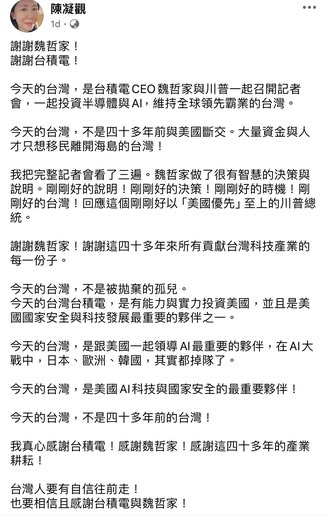 陳凝觀
1d
謝謝魏哲家！
謝謝台積電！
今天的台灣，是台積電CEO魏哲家與川普一起召開記者
會，一起投資半導體與AI，維持全球領先霸業的台灣。
今天的台灣，不是四十多年前與美國斷交。大量資金與人
才只想移民離開海島的台灣！
我把完整記者會看了三遍。魏哲家做了很有智慧的決策與
說明。剛剛好的說明！剛剛好的決策！剛剛好的時機！剛
剛好的台灣！回應這個剛剛好以「美國優先」至上的川普總
統。
謝謝魏哲家！謝謝這四十多年來所有貢獻台灣科技產業的
每一份子。
今天的台灣，不是被拋棄的孤兒。
今天的台灣台積電，是有能力與實力投資美國，並且是美
國國家安全與科技發展最重要的夥伴之一。
今天的台灣，是跟美國一起領導AI最重要的夥伴，在AI大
戰中，日本、歐洲、韓國，其實都掉隊了。
今天的台灣，是美國AI科技與國家安全的最重要夥伴！
今天的台灣，不是四十多年前的台灣！
我真心感謝台積電！感謝魏哲家！感謝這四十多年的產業
耕耘！
台灣人要有自信往前走！
也要相信且感謝台積電與魏哲家！